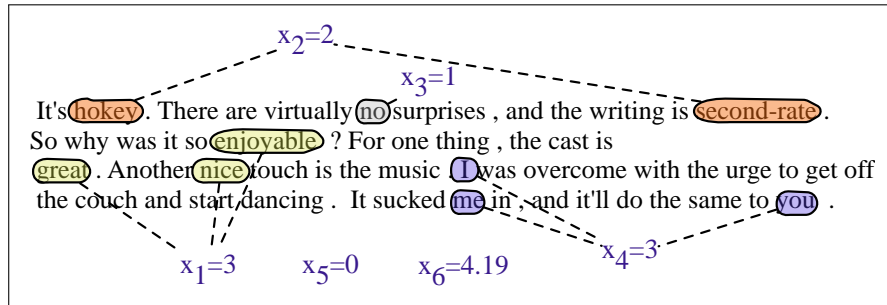 x2=2
x3=1
It's hokey . There are virtually no surprises , and the writing is second-rate .
So why was it so enjoyable ? For one thing , the cast is
great . Another nice touch is the music . I was overcome with the urge to get off
the couch and start dancing . It sucked me in , and it'll do the same to you .
x1=3 x5=0 x6=4.19 x4=3